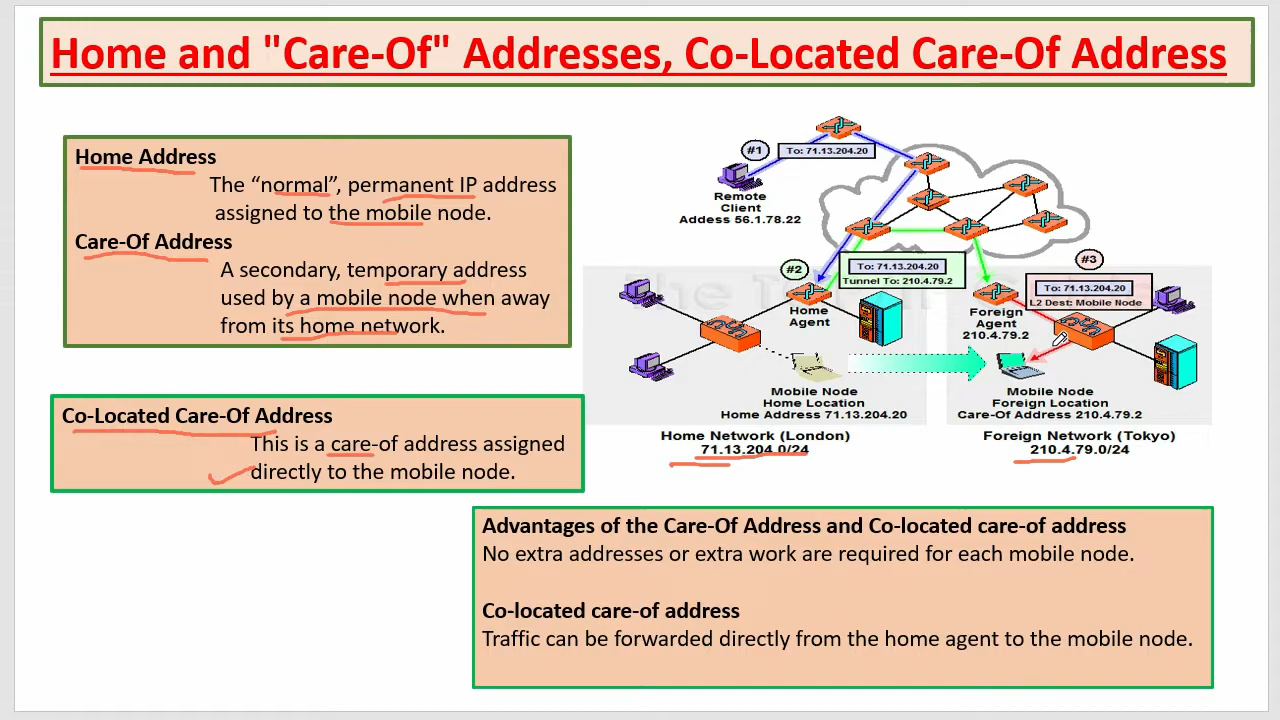 Home and "Care-Of" Addresses, Co-Located Care-Of Address
Home Address
The “normal”, permanent IP address
assigned to the mobile node.
Care-Of Address
A secondary, temporary address
used by a mobile node when away
from its home network.
Co-Located Care-Of Address
This is a care-of address assigned
directly to the mobile node.
#1
To: 71.13.204.20
Remote
Client
Addess 56.1.78.22
#2
To: 71.13.204.20
Tunnel To: 210.4.79.2
#3
To: 71.13.204.20
L2 Dest: Mobile Node
Home
Agent
Foreign
Agent
210.4.79.2
Mobile Node
Home Location
Home Address 71.13.204.20
Mobile Node
Foreign Location
Care-Of Address 210.4.79.2
Home Network (London)
71.13.204.0/24
Foreign Network (Tokyo)
210.4.79.0/24
Advantages of the Care-Of Address and Co-located care-of address
No extra addresses or extra work are required for each mobile node.
Co-located care-of address
Traffic can be forwarded directly from the home agent to the mobile node.